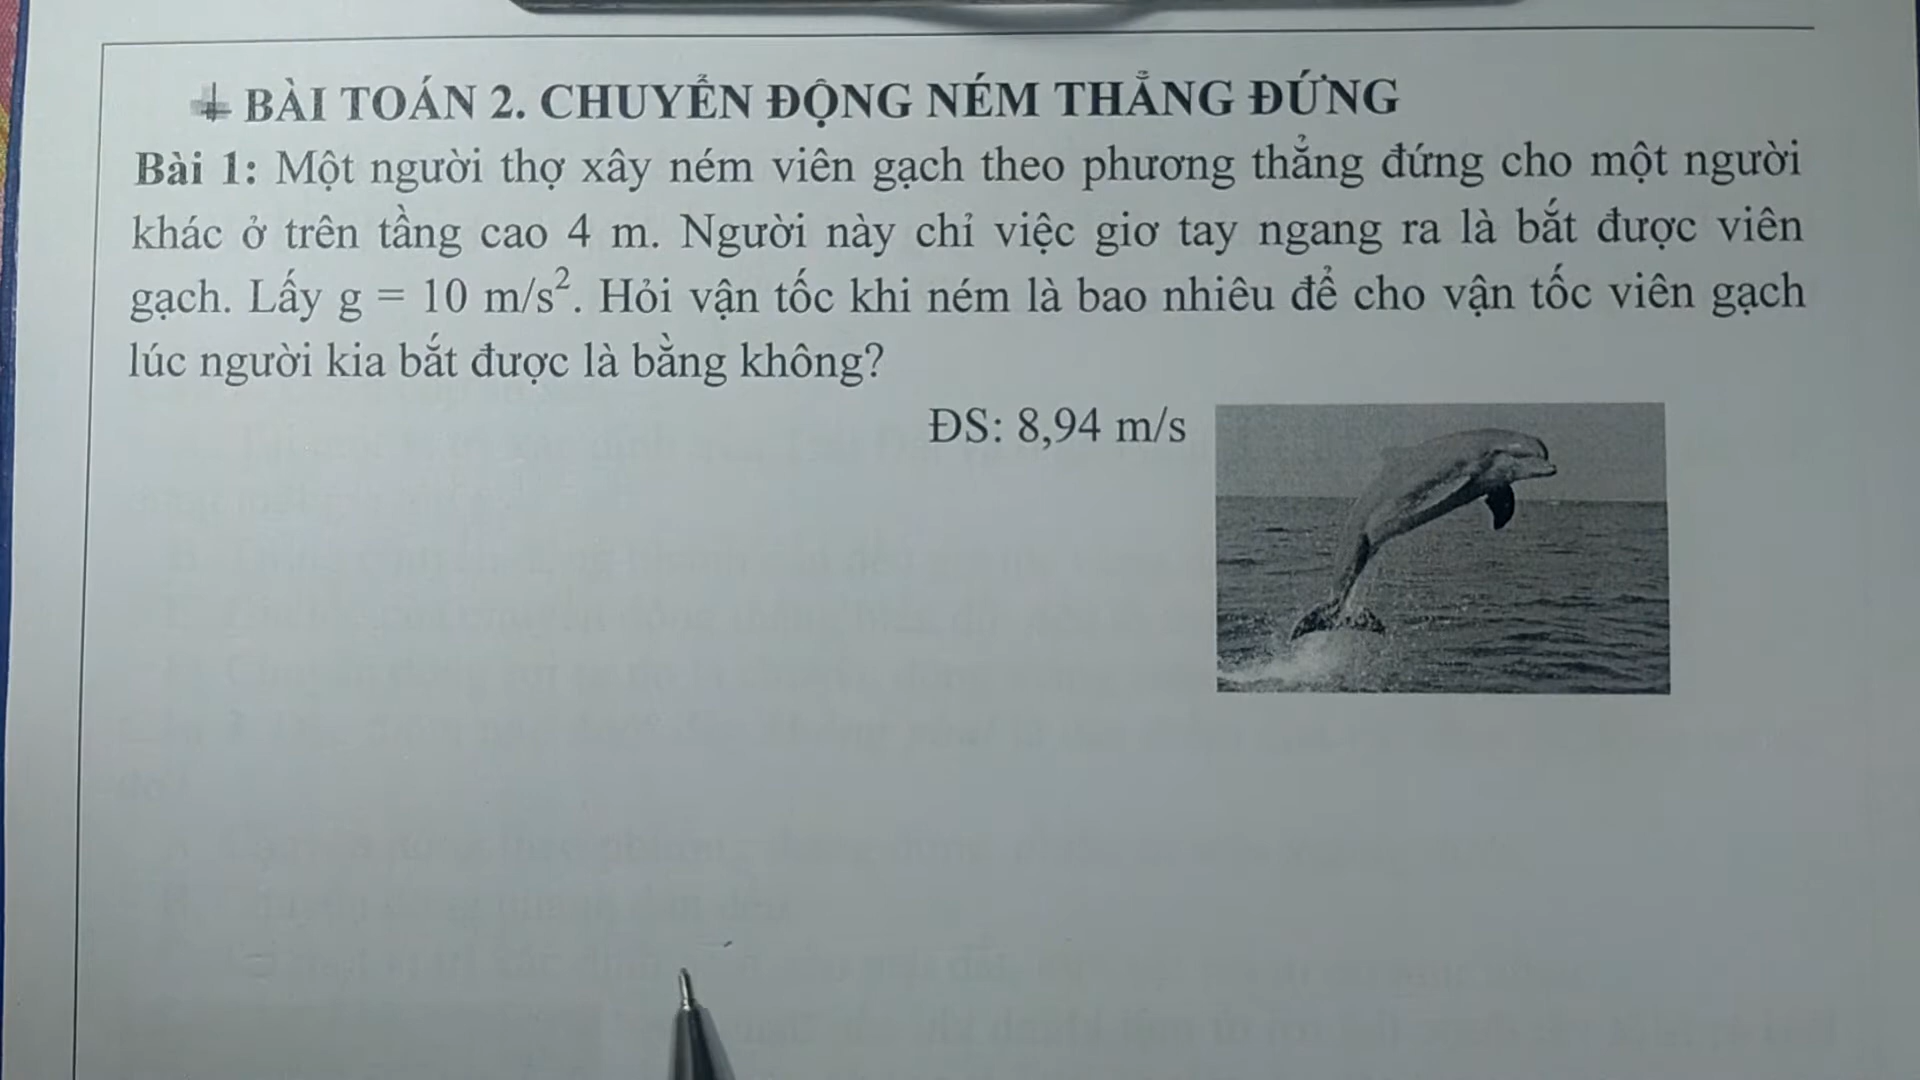 BÀI TOÁN 2. CHUYỂN ĐỘNG NÉM THẲNG ĐỨNG
Bài 1: Một người thợ xây ném viên gạch theo phương thẳng đứng cho một người
khác ở trên tầng cao 4 m. Người này chỉ việc giơ tay ngang ra là bắt được viên
gạch. Lấy g = 10 m/s². Hỏi vận tốc khi ném là bao nhiêu để cho vận tốc viên gạch
lúc người kia bắt được là bằng không?
ĐS: 8,94 m/s